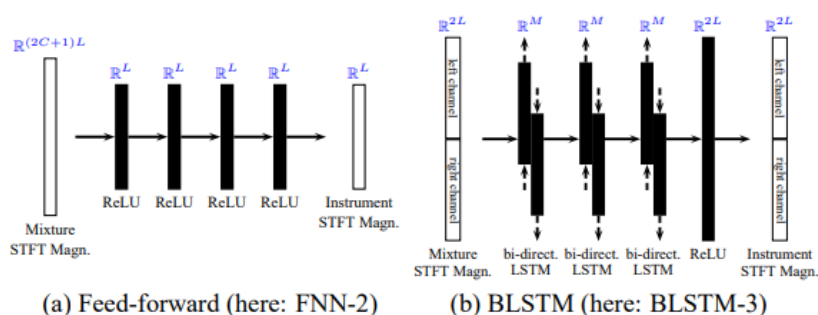 ℝ^{(2C+1)L}
ℝ^L ℝ^L ℝ^L ℝ^L ℝ^L
ReLU ReLU ReLU ReLU
Mixture
STFT Magn.
Instrument
STFT Magn.
(a) Feed-forward (here: FNN-2)
ℝ^{2L} ℝ^M ℝ^M ℝ^M ℝ^{2L} ℝ^{2L}
left channel
right channel
left channel
right channel
Mixture
STFT Magn.
bi-direct.
LSTM
bi-direct.
LSTM
bi-direct.
LSTM
ReLU
Instrument
STFT Magn.
(b) BLSTM (here: BLSTM-3)